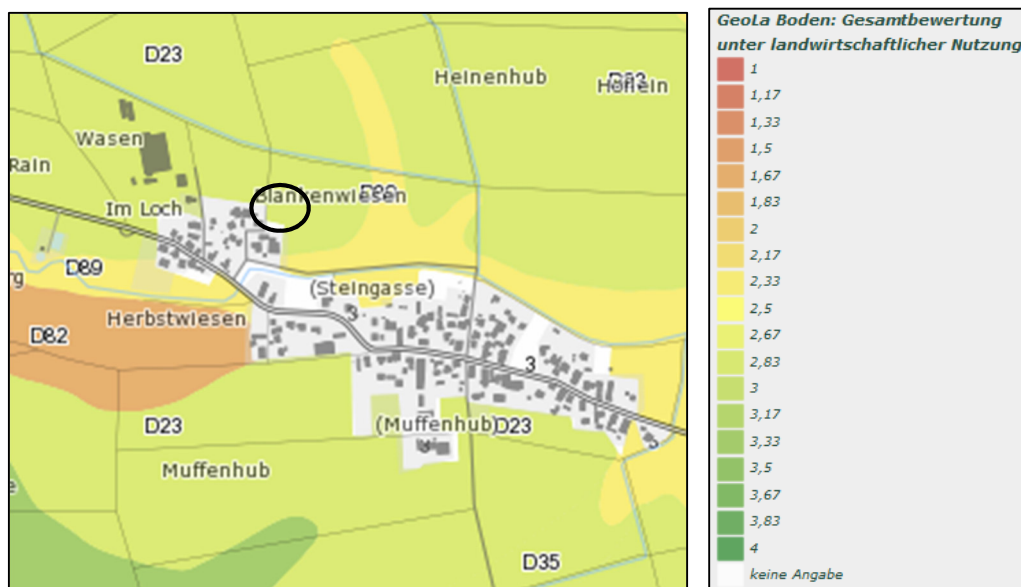 D23
Heinenhub
Höflein
Wasen
Rain
Blankenwiesen
Im Loch
D89
(Steingasse)
3
Herbstwiesen
D82
3
D23
(Muffenhub)
D23
3
3
Muffenhub
D35
GeoLa Boden: Gesamtbewertung
unter landwirtschaftlicher Nutzung
1
1,17
1,33
1,5
1,67
1,83
2
2,17
2,33
2,5
2,67
2,83
3
3,17
3,33
3,5
3,67
3,83
4
keine Angabe